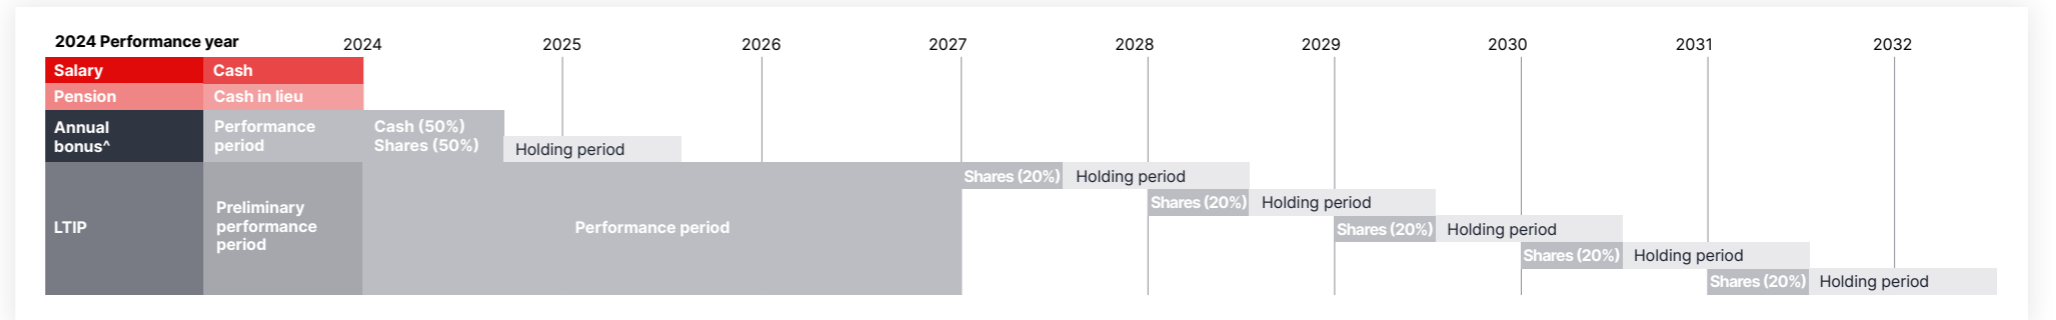 2024 Performance year
2024 2025 2026 2027 2028 2029 2030 2031 2032
Salary Cash
Pension Cash in lieu
Annual
bonus^
Performance
period
Cash (50%)
Shares (50%)
Holding period
LTIP
Preliminary
performance
period
Performance period
Shares (20%) Holding period
Shares (20%) Holding period
Shares (20%) Holding period
Shares (20%) Holding period
Shares (20%) Holding period